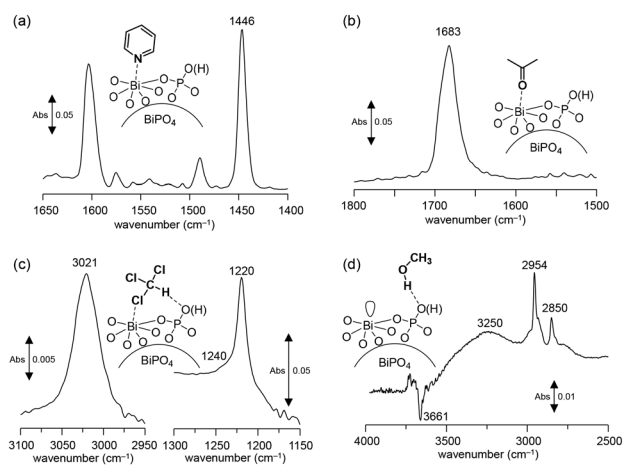 (a)
1446
N
O(H)
O
P
O
Bi
O
O
O
O
O
BiPO₄
Abs
0.05
1650
1600
1550
1500
1450
1400
wavenumber (cm⁻¹)
(b)
1683
O
O(H)
O
P
O
Bi
O
O
O
O
O
BiPO₄
Abs
0.05
1800
1700
1600
1500
wavenumber (cm⁻¹)
(c)
3021
Cl
Cl
C
H
Cl
O(H)
O
P
O
Bi
O
O
O
O
O
BiPO₄
1220
1240
Abs
0.005
Abs
0.05
3100
3050
3000
2950
1300
1250
1200
1150
wavenumber (cm⁻¹)
wavenumber (cm⁻¹)
(d)
CH₃
O
H
O(H)
O
P
O
Bi
O
O
O
O
O
BiPO₄
2954
2850
3250
3661
Abs
0.01
4000
3500
3000
2500
wavenumber (cm⁻¹)